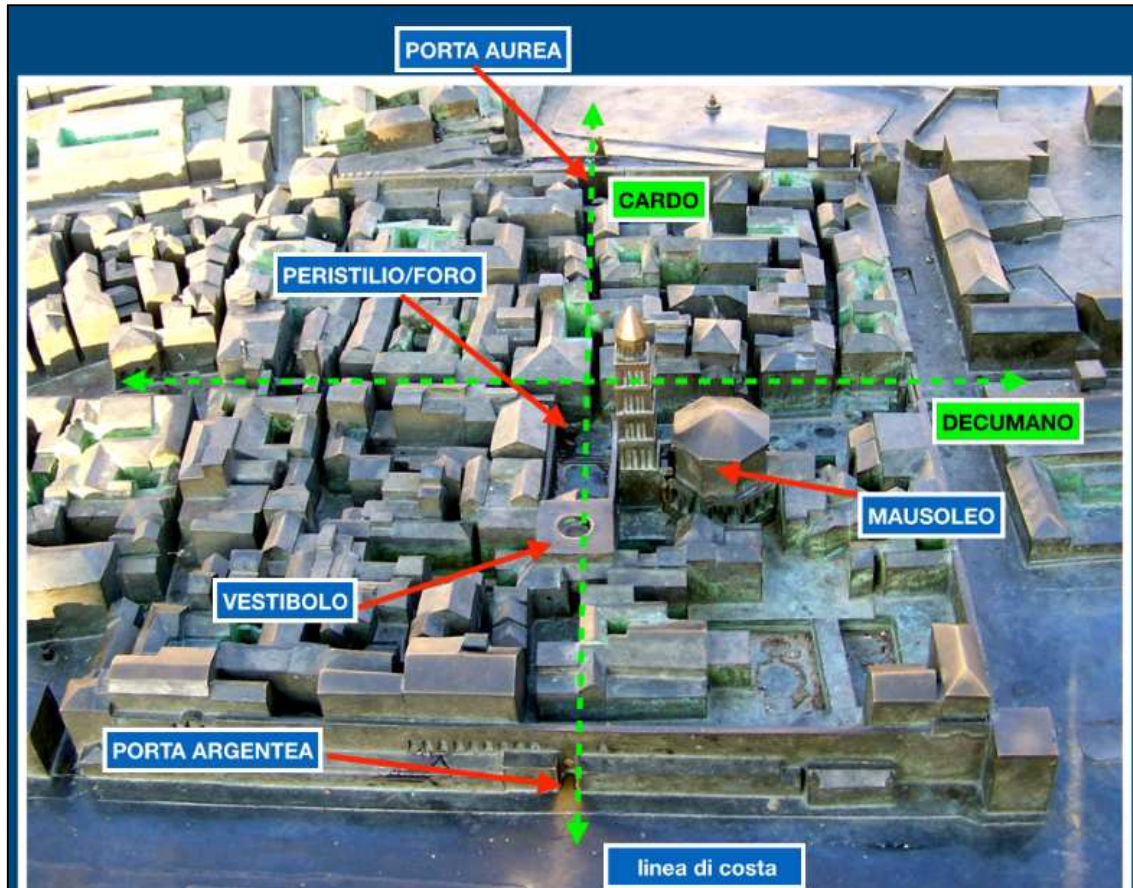 PORTA AUREA
CARDO
PERISTILIO/FORO
DECUMANO
MAUSOLEO
VESTIBOLO
PORTA ARGENTEA
linea di costa